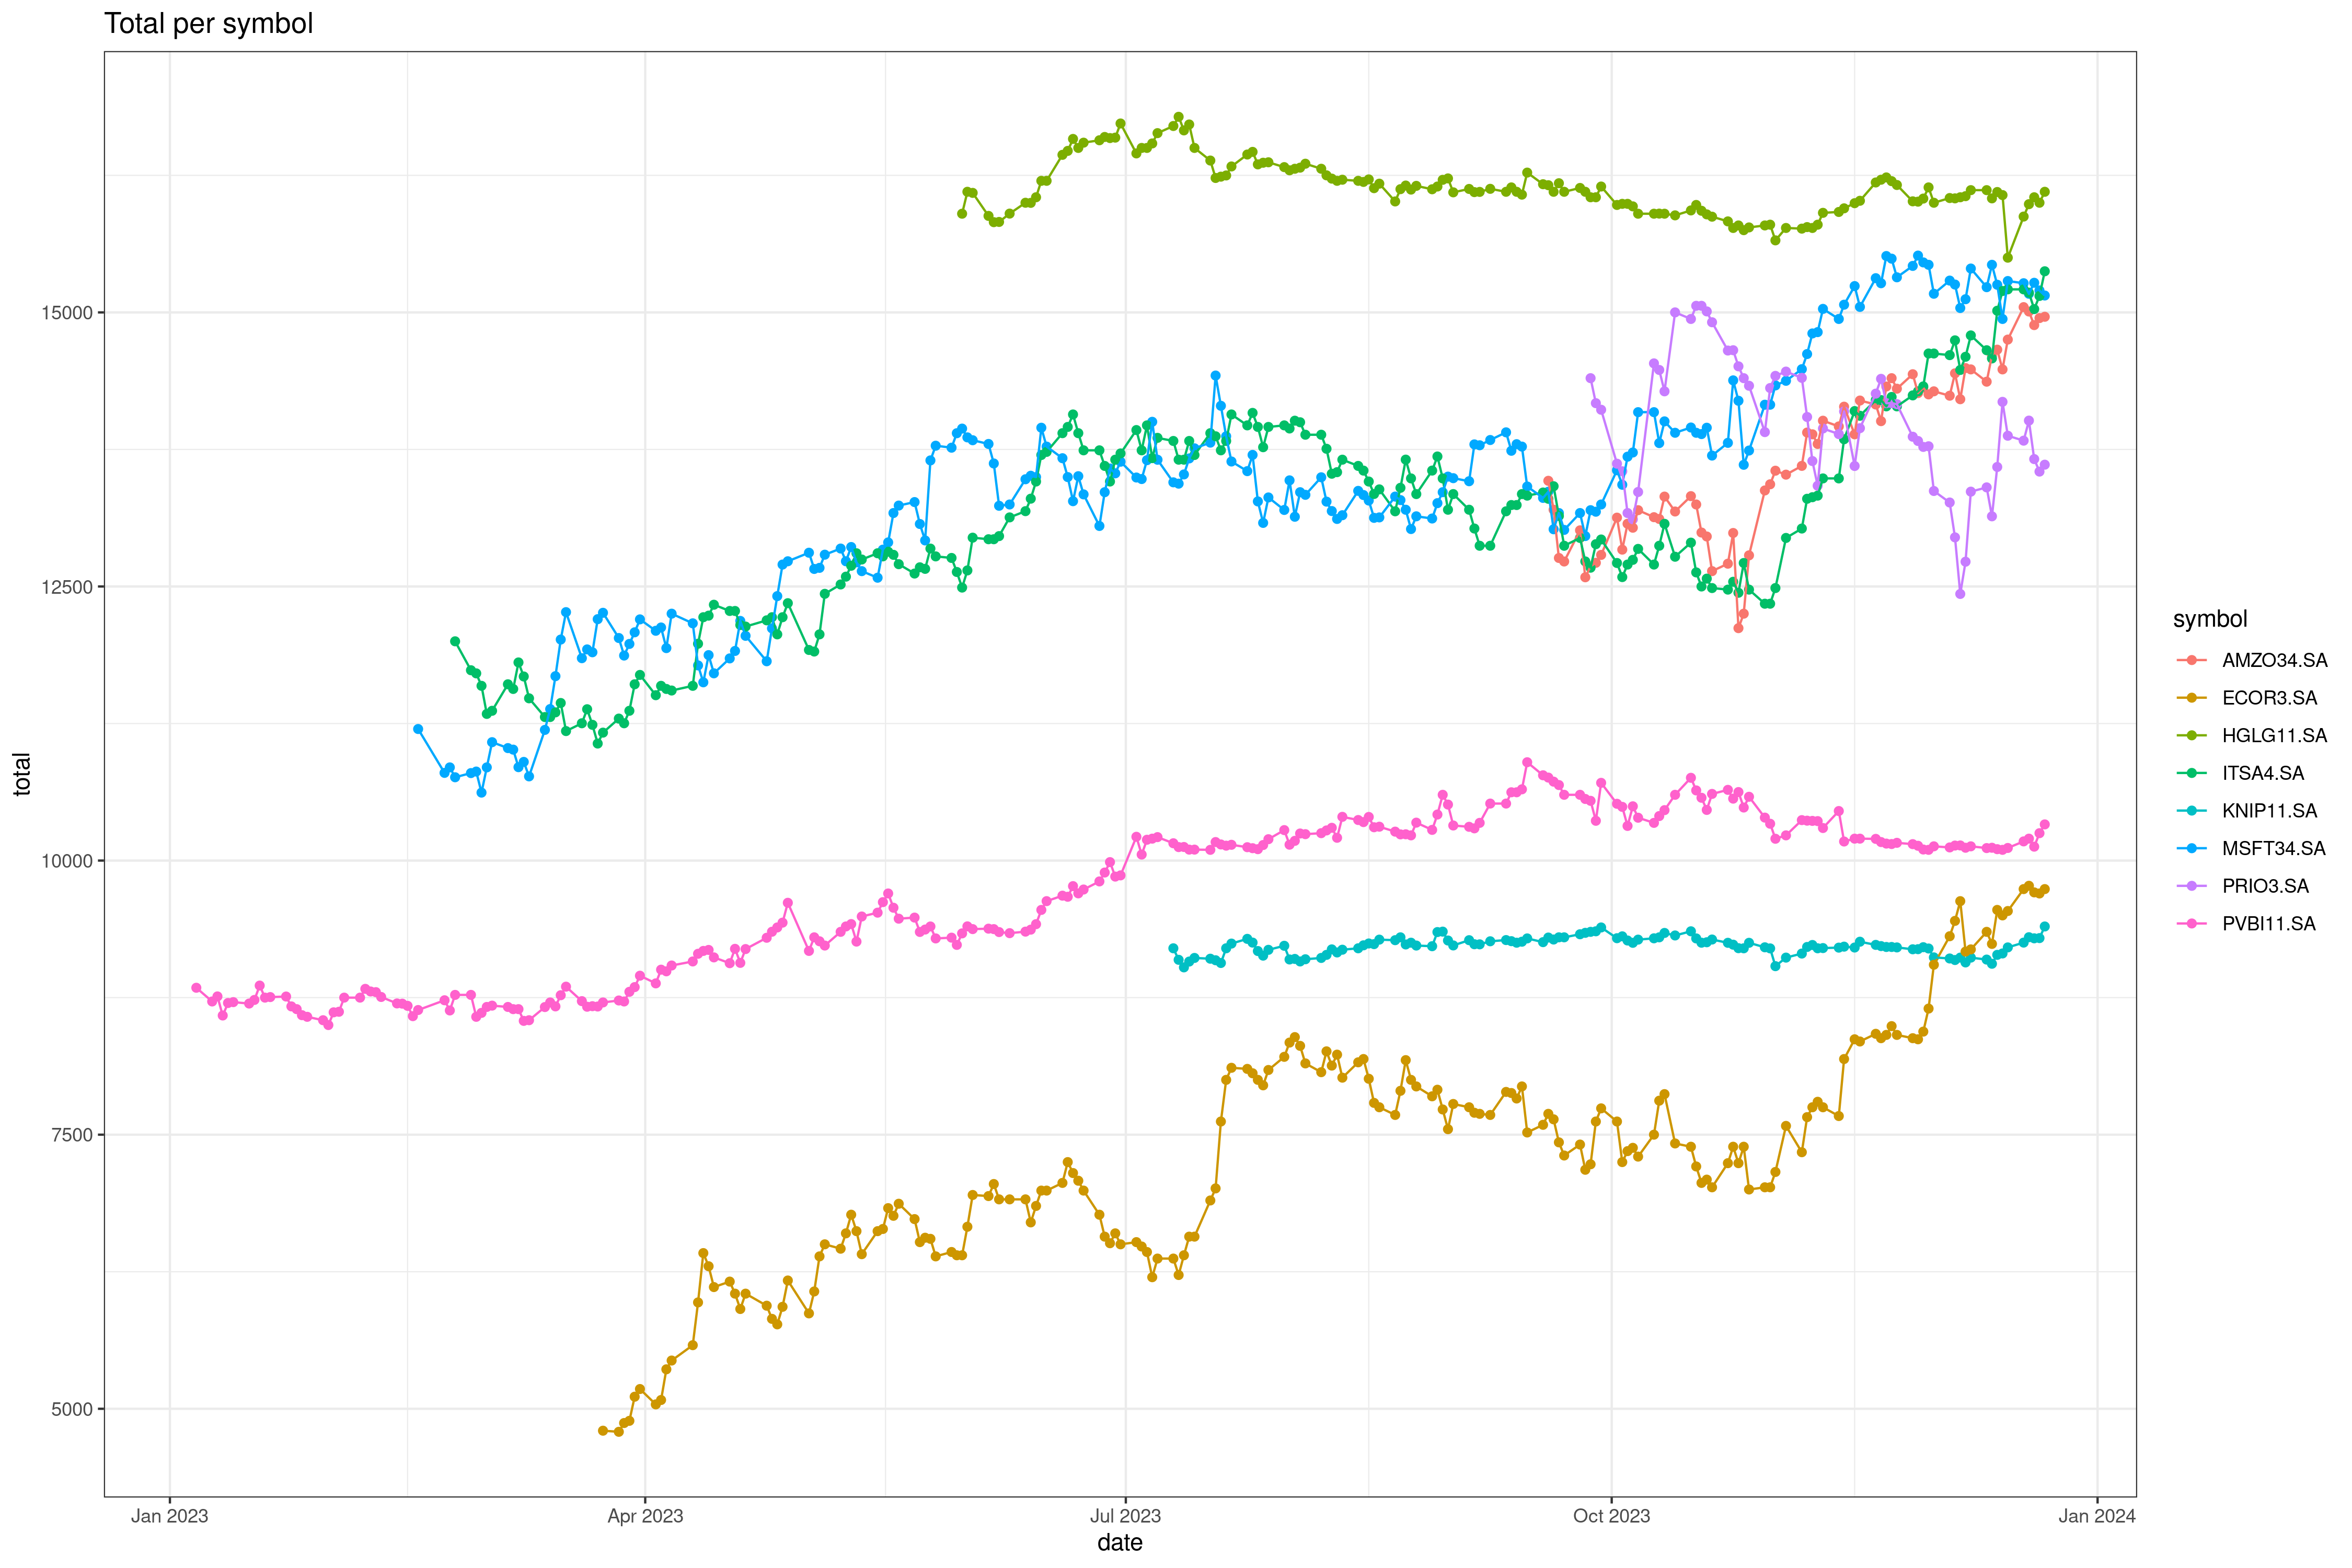 Total per symbol
total
15000
12500
10000
7500
5000
Jan 2023
Apr 2023
Jul 2023
Oct 2023
Jan 2024
date
symbol
AMZO34.SA
ECOR3.SA
HGLG11.SA
ITSA4.SA
KNIP11.SA
MSFT34.SA
PRIO3.SA
PVBI11.SA